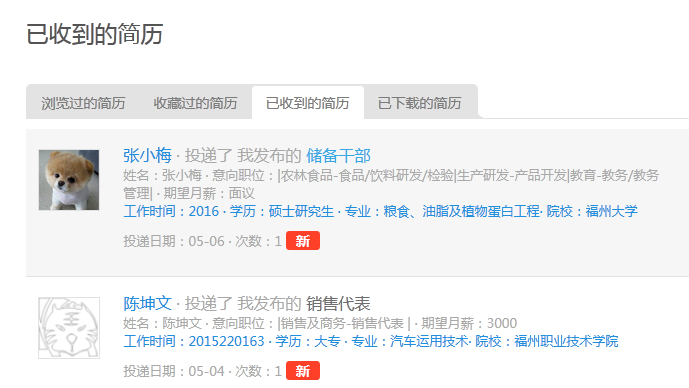 已收到的简历
浏览过的简历 收藏过的简历 已收到的简历 已下载的简历
张小梅 · 投递了 我发布的 储备干部
姓名：张小梅 · 意向职位：|农林食品-食品/饮料研发/检验|生产研发-产品开发|教育-教务/教务
管理| · 期望月薪：面议
工作时间：2016 · 学历：硕士研究生 · 专业：粮食、油脂及植物蛋白工程· 院校：福州大学
投递日期：05-06 · 次数：1 新
陈坤文 · 投递了 我发布的 销售代表
姓名：陈坤文 · 意向职位：|销售及商务-销售代表 | · 期望月薪：3000
工作时间：2015220163 · 学历：大专 · 专业：汽车运用技术· 院校：福州职业技术学院
投递日期：05-04 · 次数：1 新